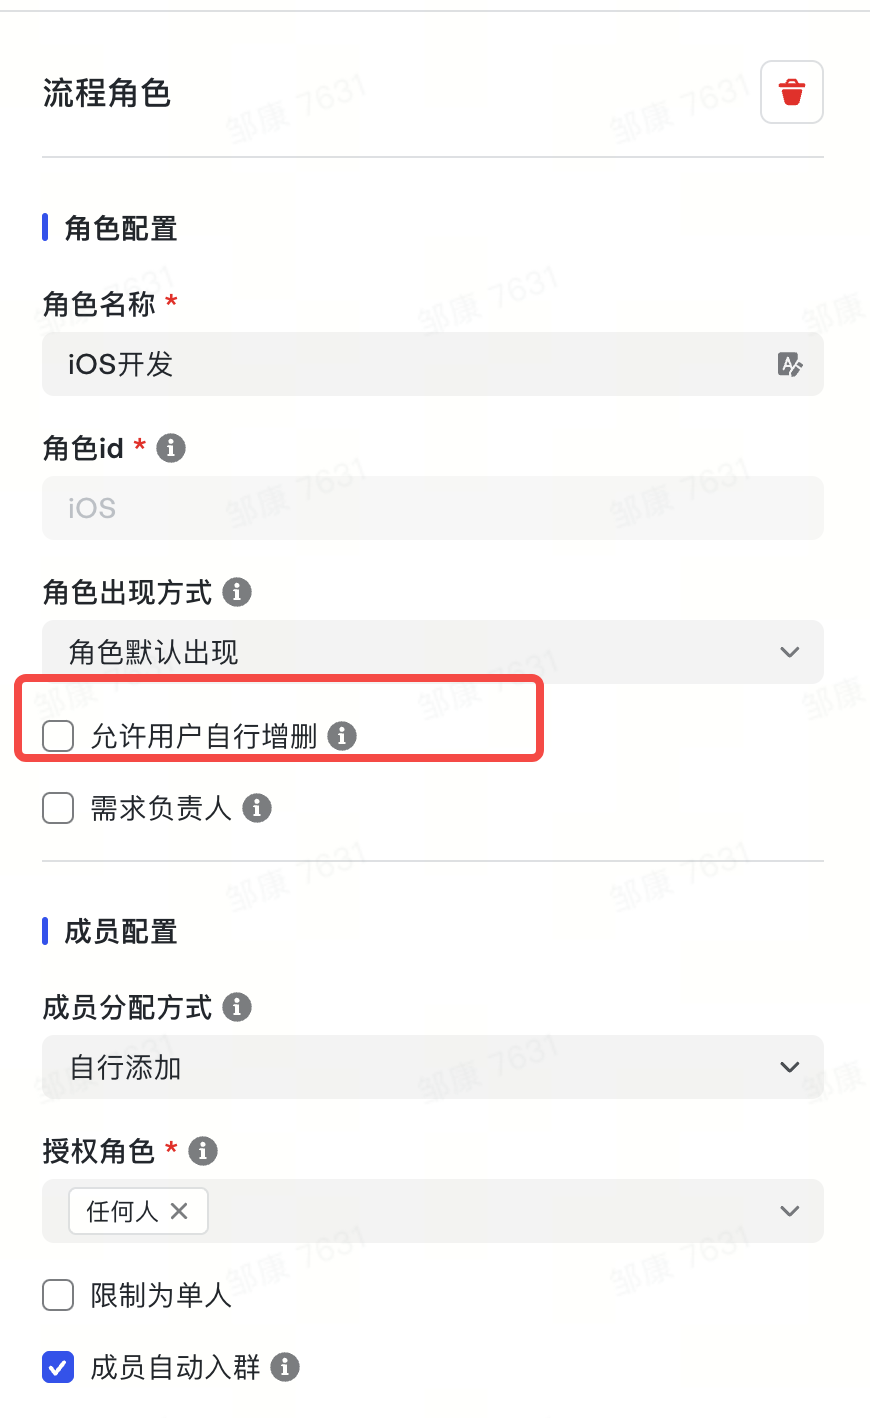 流程角色
角色配置
角色名称 *
iOS开发
角色id *
iOS
角色出现方式
角色默认出现
允许用户自行增删
需求负责人
成员配置
成员分配方式
自行添加
授权角色 *
任何人
限制为单人
成员自动入群
邹康 7631